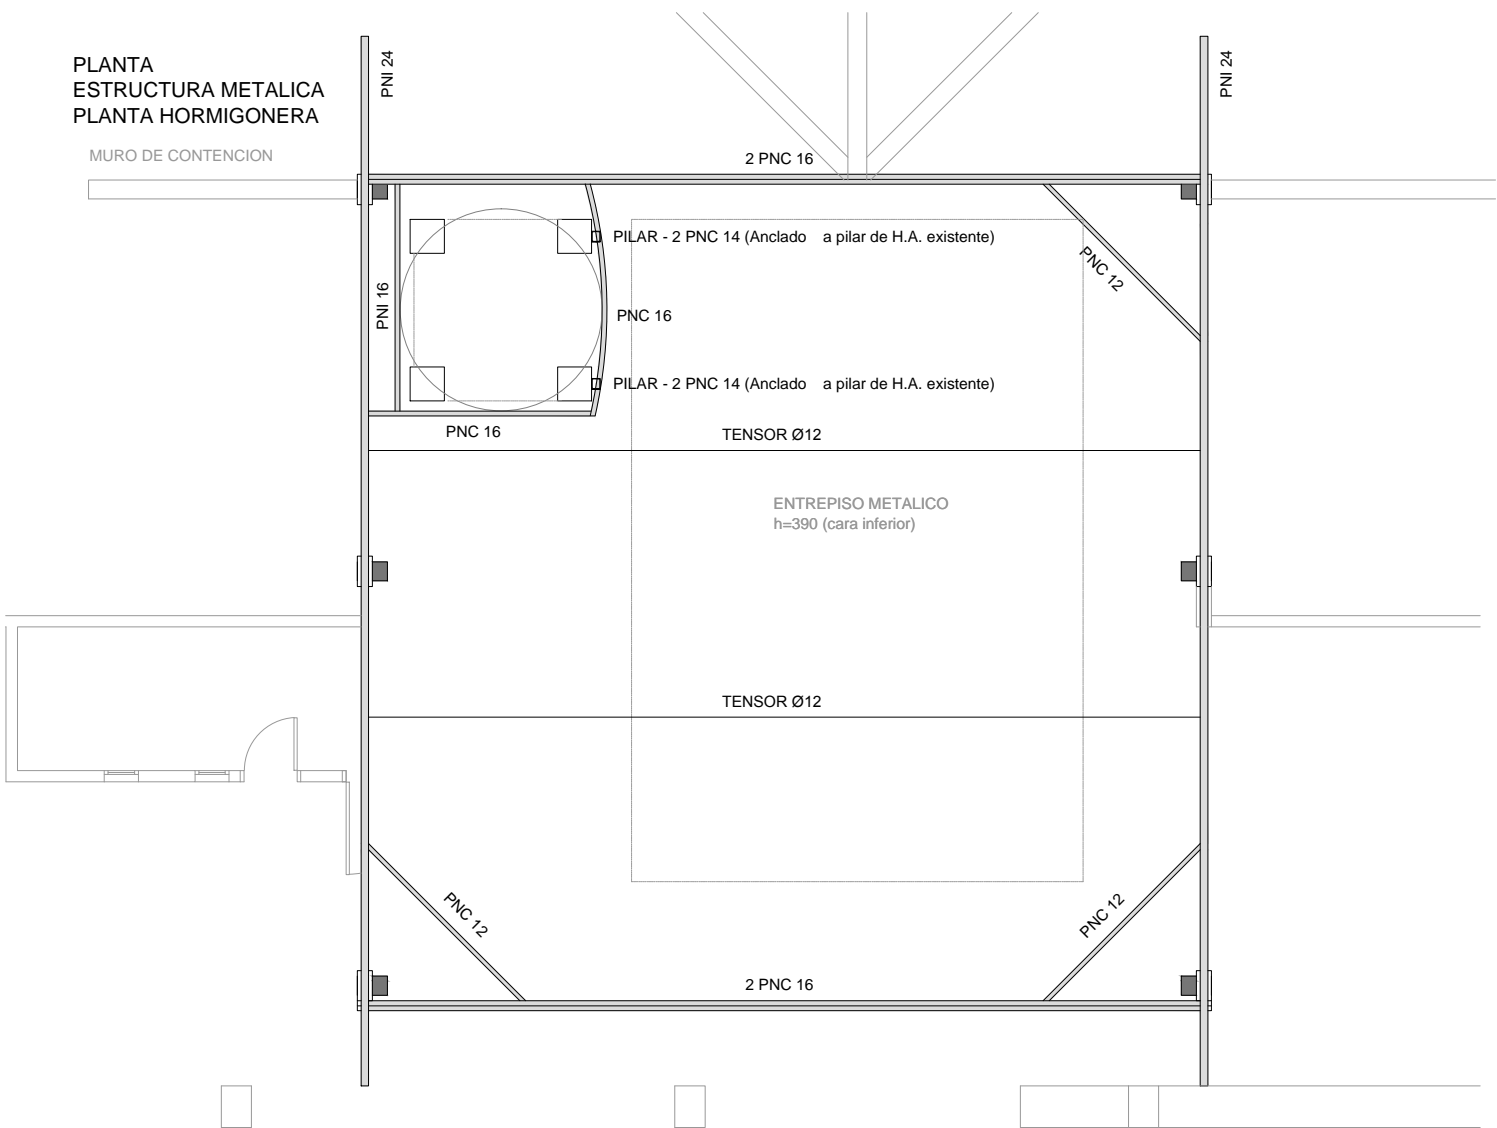 PLANTA
ESTRUCTURA METALICA
PLANTA HORMIGONERA
MURO DE CONTENCION
PNI 24
PNI 24
2 PNC 16
PILAR - 2 PNC 14 (Anclado a pilar de H.A. existente)
PNC 12
PNI 16
PNC 16
PILAR - 2 PNC 14 (Anclado a pilar de H.A. existente)
PNC 16
TENSOR Ø12
ENTREPISO METALICO
h=390 (cara inferior)
TENSOR Ø12
PNC 12
PNC 12
2 PNC 16